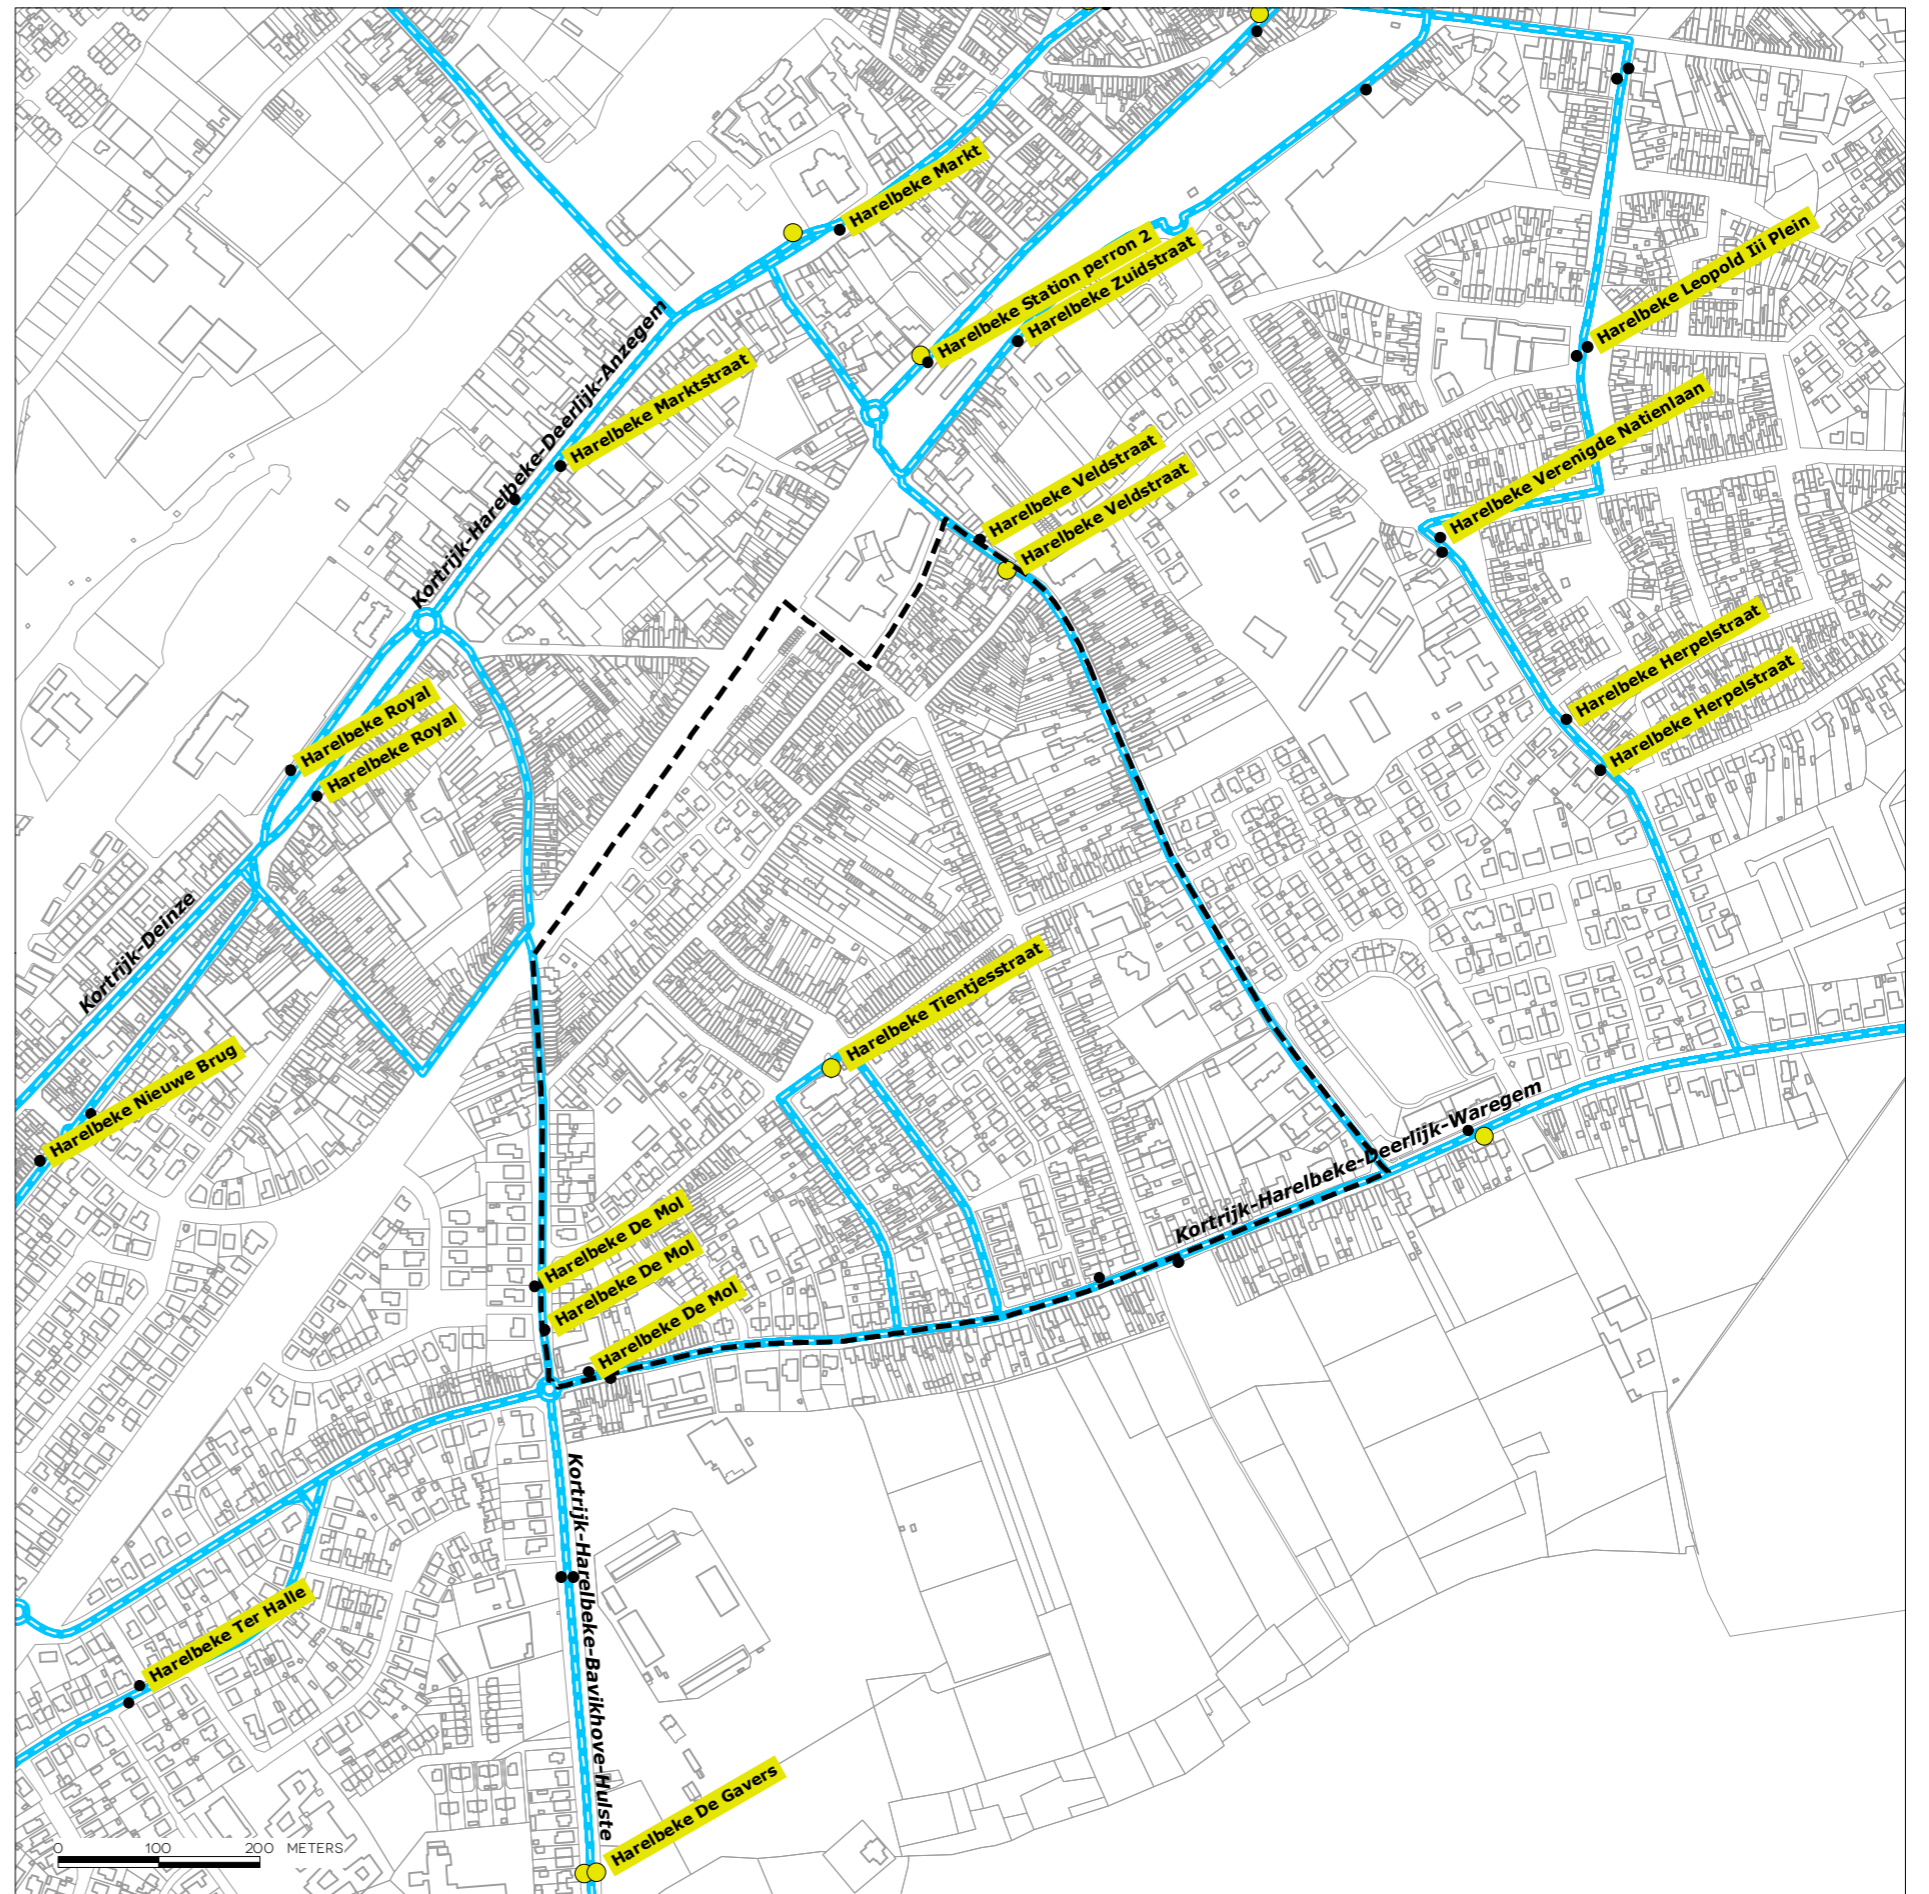 Harelbeke Markt
Harelbeke Station perron 2
Harelbeke Zuidstraat
Harelbeke Leopold Iii Plein
Kortrijk-Harelbeke-Deerlijk-Anzegem
Harelbeke Marktstraat
Harelbeke Verenigde Natienlaan
Harelbeke Veldstraat
Harelbeke Veldstraat
Harelbeke Herpelstraat
Harelbeke Herpelstraat
Harelbeke Royal
Harelbeke Royal
Kortrijk-Deinze
Harelbeke Tientjesstraat
Harelbeke Nieuwe Brug
Kortrijk-Harelbeke-Deerlijk-Waregem
Harelbeke De Mol
Harelbeke De Mol
Harelbeke De Mol
Kortrijk-Harelbeke-Bavikhove-Hulste
Harelbeke Ter Halle
Harelbeke De Gavers
0 100 200 METERS